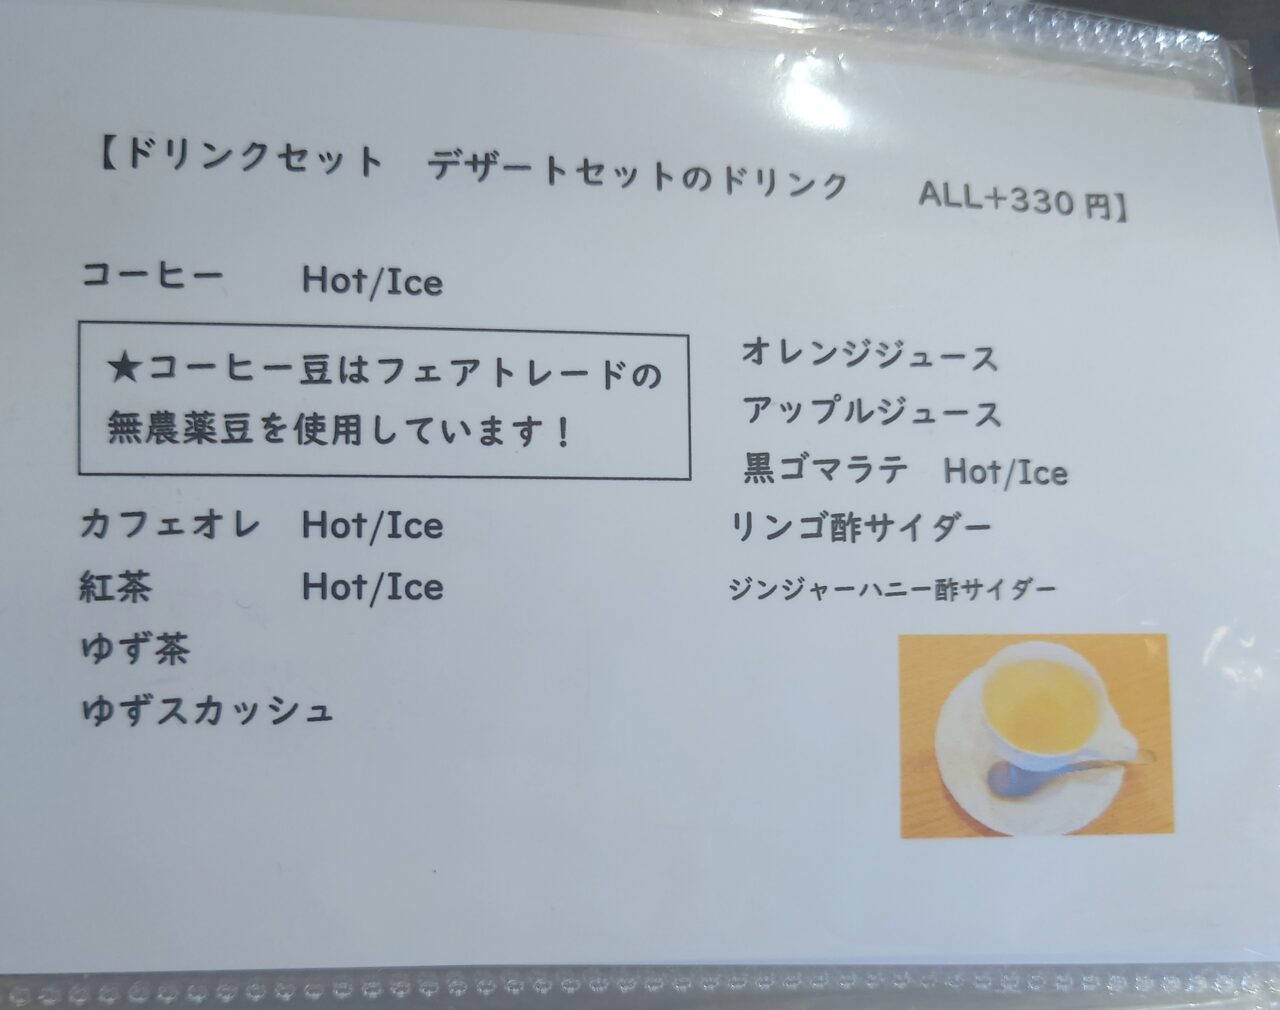 【ドリンクセット　デザートセットのドリンク　　ALL+330円】
コーヒー　　Hot/Ice
★コーヒー豆はフェアトレードの
無農薬豆を使用しています！
カフェオレ　Hot/Ice
紅茶　　　　Hot/Ice
ゆず茶
ゆずスカッシュ
オレンジジュース
アップルジュース
黒ゴマラテ　Hot/Ice
リンゴ酢サイダー
ジンジャーハニー酢サイダー